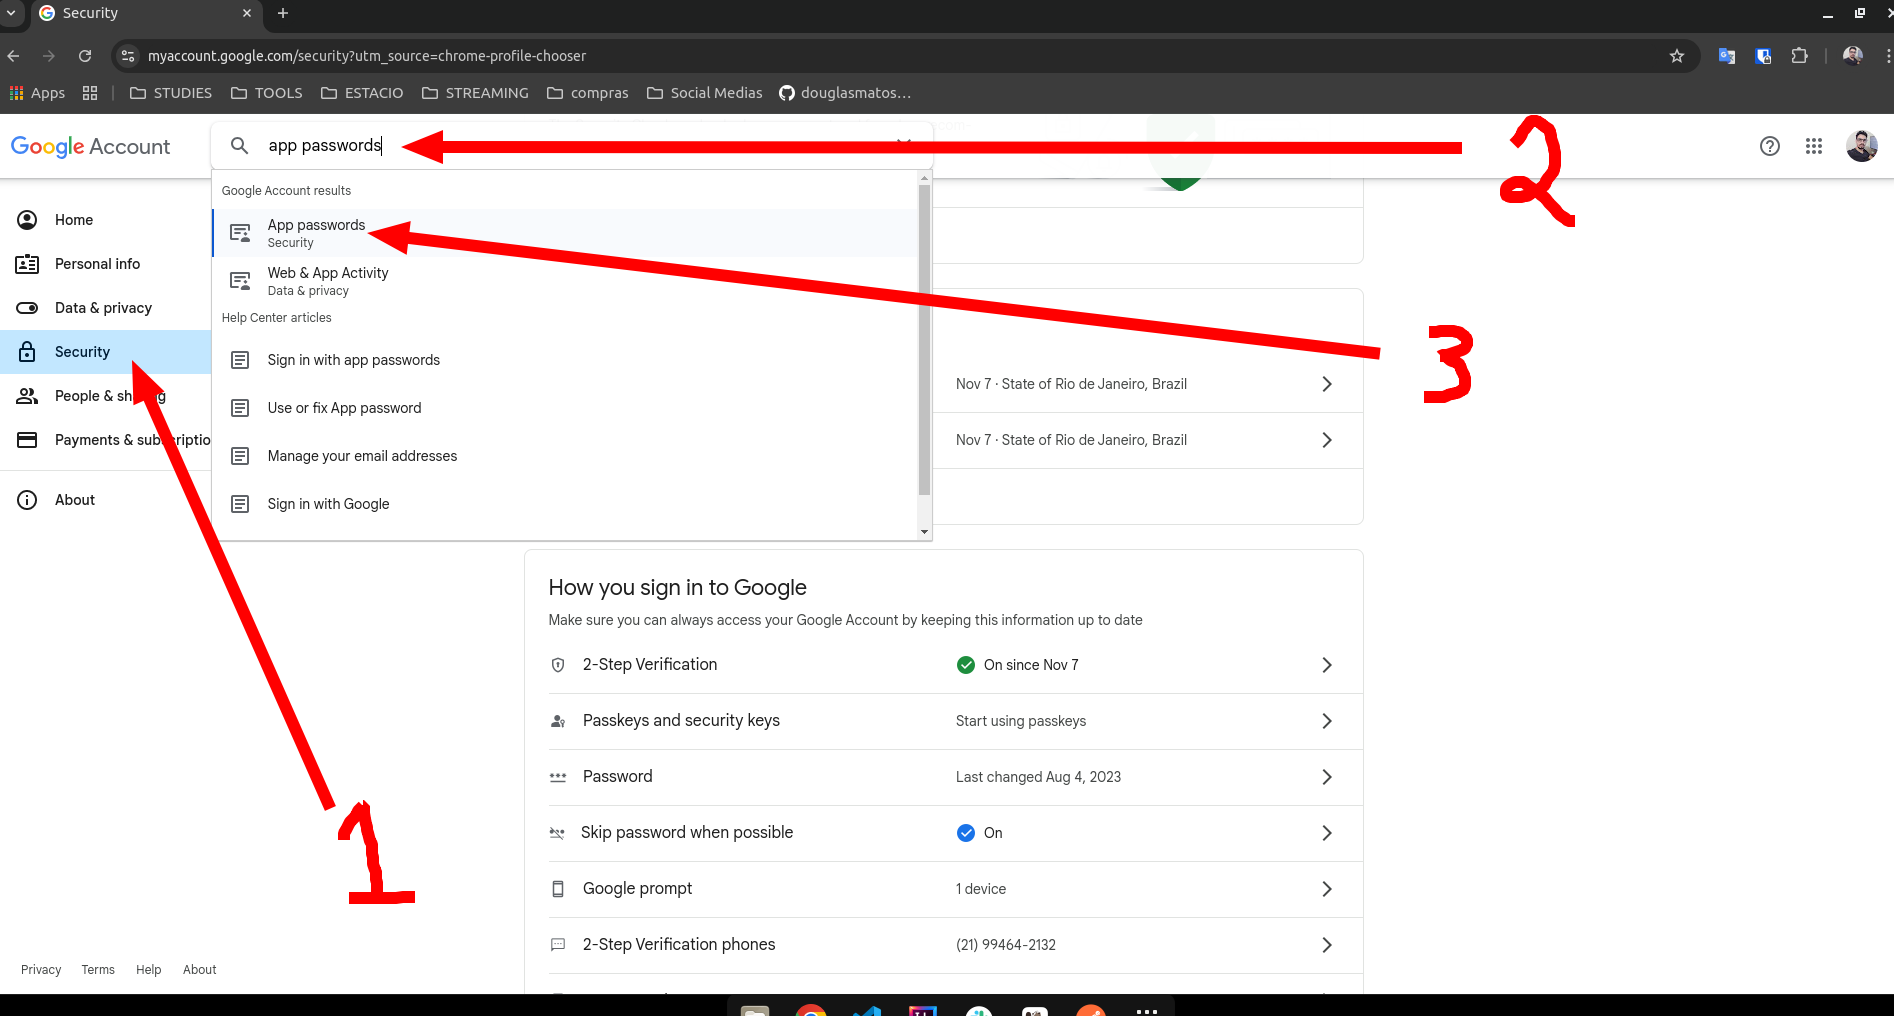 Security
myaccount.google.com/security?utm_source=chrome-profile-chooser
Apps
STUDIES
TOOLS
ESTACIO
STREAMING
compras
Social Medias
douglasmatos...
Google Account
app passwords
2
Google Account results
App passwords
Security
Web & App Activity
Data & privacy
Help Center articles
Sign in with app passwords
Use or fix App password
Manage your email addresses
Sign in with Google
Home
Personal info
Data & privacy
Security
People &
Payments &
About
3
Nov 7 · State of Rio de Janeiro, Brazil
Nov 7 · State of Rio de Janeiro, Brazil
1
How you sign in to Google
Make sure you can always access your Google Account by keeping this information up to date
2-Step Verification
On since Nov 7
Passkeys and security keys
Start using passkeys
Password
Last changed Aug 4, 2023
Skip password when possible
On
Google prompt
1 device
2-Step Verification phones
(21) 99464-2132
Privacy
Terms
Help
About